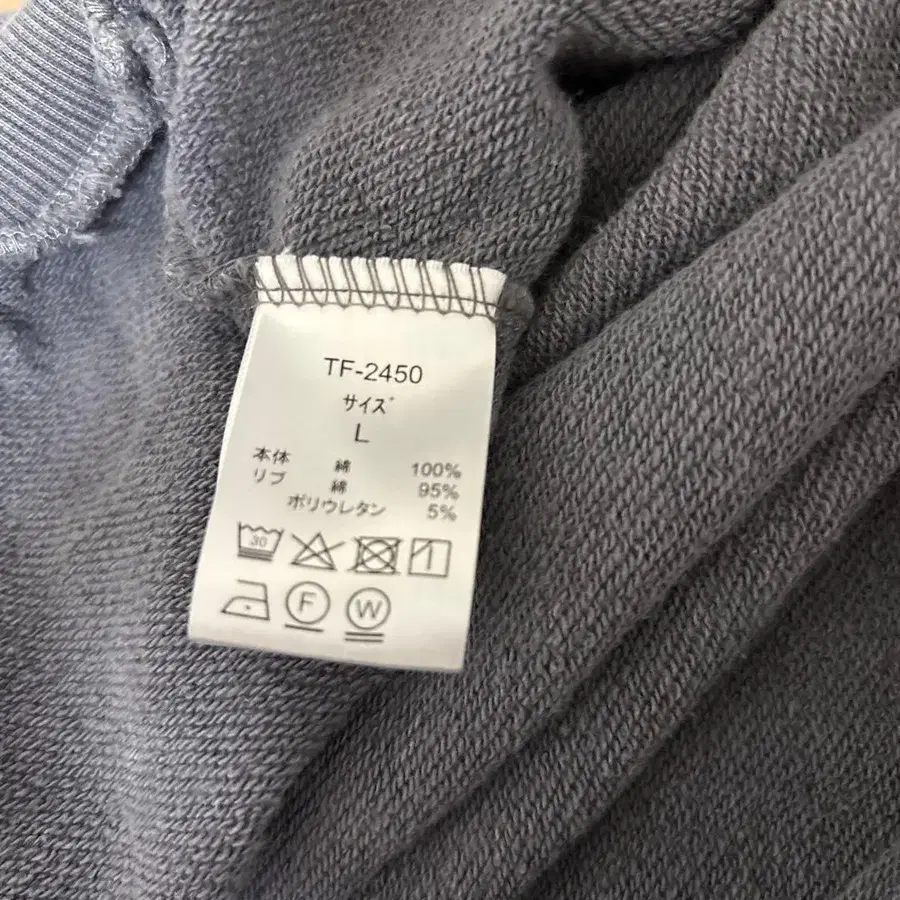 TF-2450
サイズ
L
本体 綿 100%
リブ 綿 95%
ポリウレタン 5%
30
F W